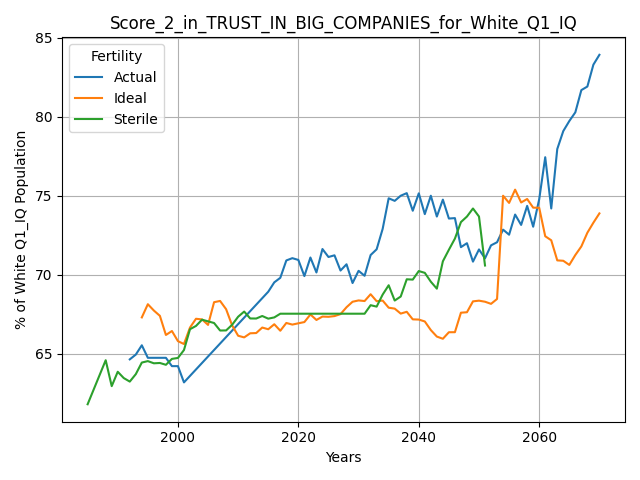 Score_2_in_TRUST_IN_BIG_COMPANIES_for_White_Q1_IQ
Fertility
Actual
Ideal
Sterile
% of White Q1_IQ Population
85
80
75
70
65
2000
2020
2040
2060
Years